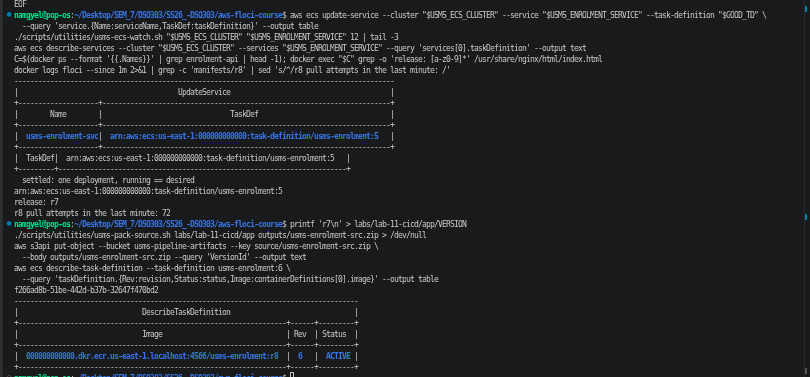 EOF
namgyel@pop-os:~/Desktop/SEM_7/DSO303/SS26_-DSO303/aws-floci-course$ aws ecs update-service --cluster "$USMS_ECS_CLUSTER" --service "$USMS_ENROLMENT_SERVICE" --task-definition "$GOOD_TD" \
--query 'service.{Name:serviceName,TaskDef:taskDefinition}' --output table
./scripts/utilities/usms-ecs-watch.sh "$USMS_ECS_CLUSTER" "$USMS_ENROLMENT_SERVICE" 12 | tail -3
aws ecs describe-services --cluster "$USMS_ECS_CLUSTER" --services "$USMS_ENROLMENT_SERVICE" --query 'services[0].taskDefinition' --output text
C=$(docker ps --format '{{.Names}}' | grep enrolment-api | head -1); docker exec "$C" grep -o 'release: [a-z0-9]*' /usr/share/nginx/html/index.html
docker logs floci --since 1m 2>&1 | grep -c 'manifests/r8' | sed 's/^/r8 pull attempts in the last minute: /'
| UpdateService |
| Name | TaskDef |
| usms-enrolment-svc| arn:aws:ecs:us-east-1:000000000000:task-definition/usms-enrolment:5 |
| TaskDef| arn:aws:ecs:us-east-1:000000000000:task-definition/usms-enrolment:5 |
settled: one deployment, running == desired
arn:aws:ecs:us-east-1:000000000000:task-definition/usms-enrolment:5
release: r7
r8 pull attempts in the last minute: 72
namgyel@pop-os:~/Desktop/SEM_7/DSO303/SS26_-DSO303/aws-floci-course$ printf 'r7\n' > labs/lab-11-cicd/app/VERSION
./scripts/utilities/usms-pack-source.sh labs/lab-11-cicd/app outputs/usms-enrolment-src.zip > /dev/null
aws s3api put-object --bucket usms-pipeline-artifacts --key source/usms-enrolment-src.zip \
--body outputs/usms-enrolment-src.zip --query 'VersionId' --output text
aws ecs describe-task-definition --task-definition usms-enrolment:6 \
--query 'taskDefinition.{Rev:revision,Status:status,Image:containerDefinitions[0].image}' --output table
f266ad8b-51be-442d-b37b-32647f470bd2
| DescribeTaskDefinition |
| Image | Rev | Status |
| 000000000000.dkr.ecr.us-east-1.localhost:4566/usms-enrolment:r8 | 6 | ACTIVE |